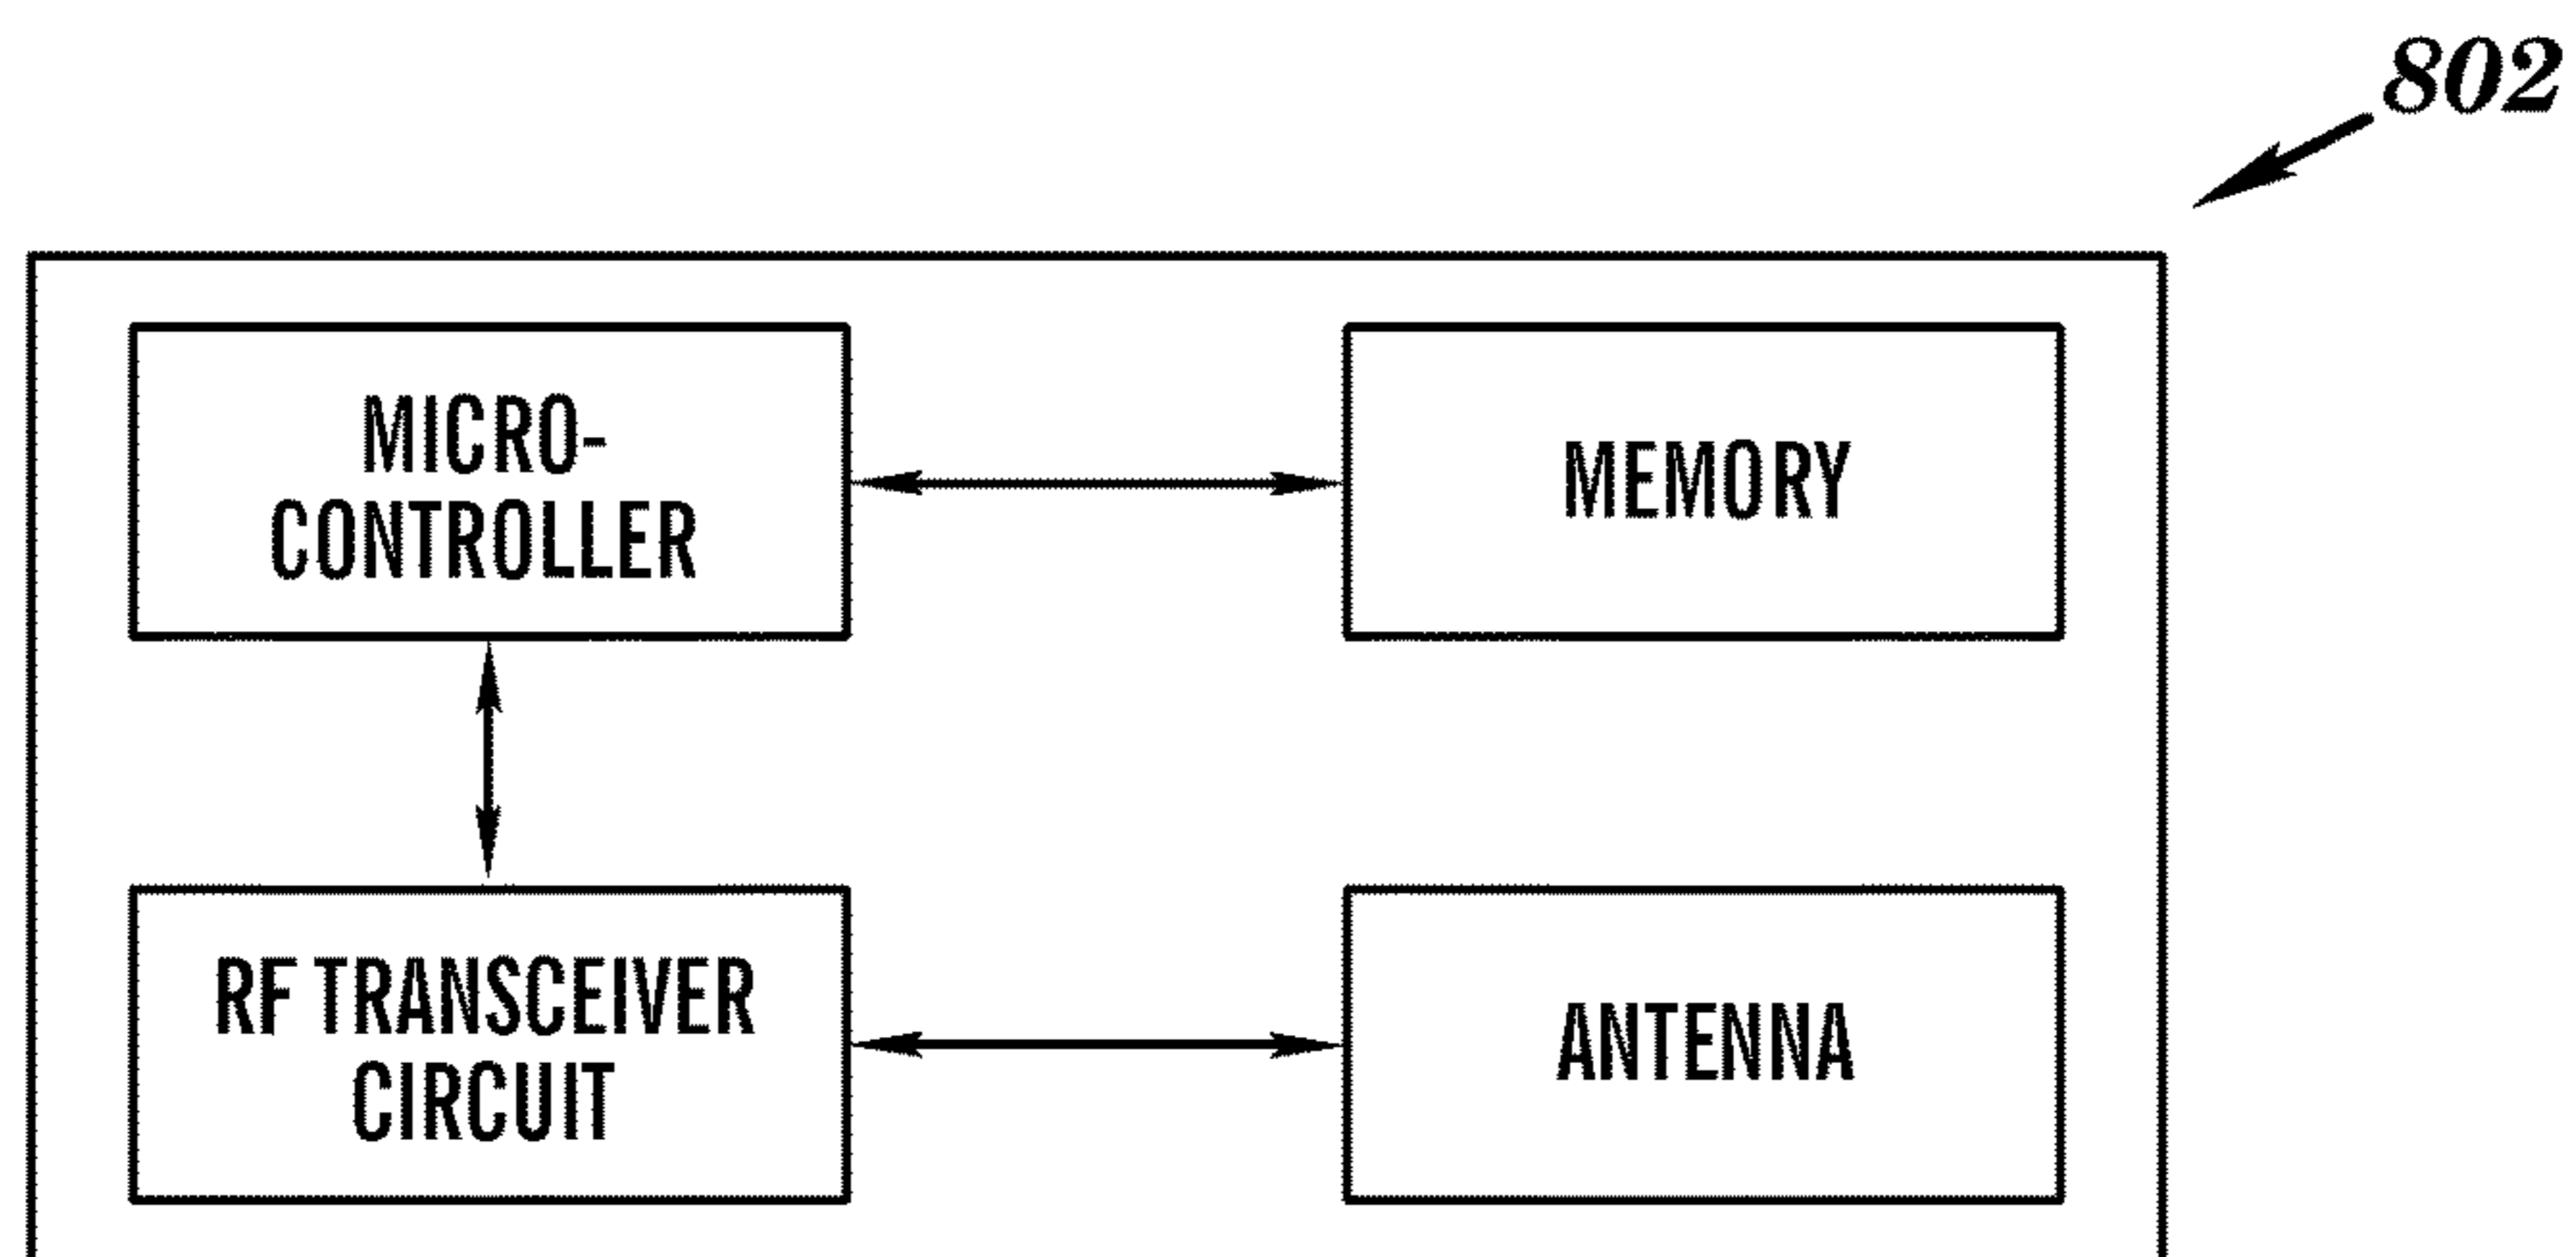 802
MICRO-
CONTROLLER
MEMORY
RF TRANSCEIVER
CIRCUIT
ANTENNA